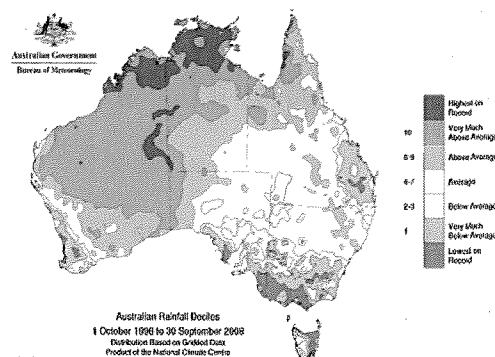 Australian Government
Bureau of Meteorology
Highest on
Record
10
Very Much
Above Average
8-9
Above Average
4-7
Average
2-3
Below Average
1
Very Much
Below Average
Lowest on
Record
Australian Rainfall Deciles
1 October 1996 to 30 September 2008
Distribution Based on Gridded Data
Product of the National Climate Centre